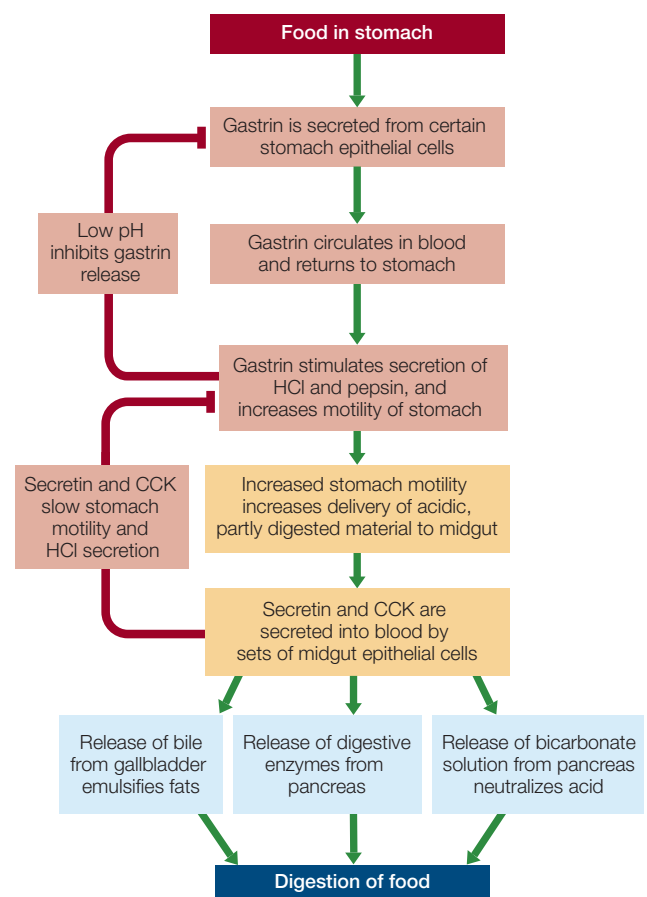 Food in stomach
Gastrin is secreted from certain
stomach epithelial cells
Low pH
inhibits gastrin
release
Gastrin circulates in blood
and returns to stomach
Gastrin stimulates secretion of
HCl and pepsin, and
increases motility of stomach
Secretin and CCK
slow stomach
motility and
HCl secretion
Increased stomach motility
increases delivery of acidic,
partly digested material to midgut
Secretin and CCK are
secreted into blood by
sets of midgut epithelial cells
Release of bile
from gallbladder
emulsifies fats
Release of digestive
enzymes from
pancreas
Release of bicarbonate
solution from pancreas
neutralizes acid
Digestion of food